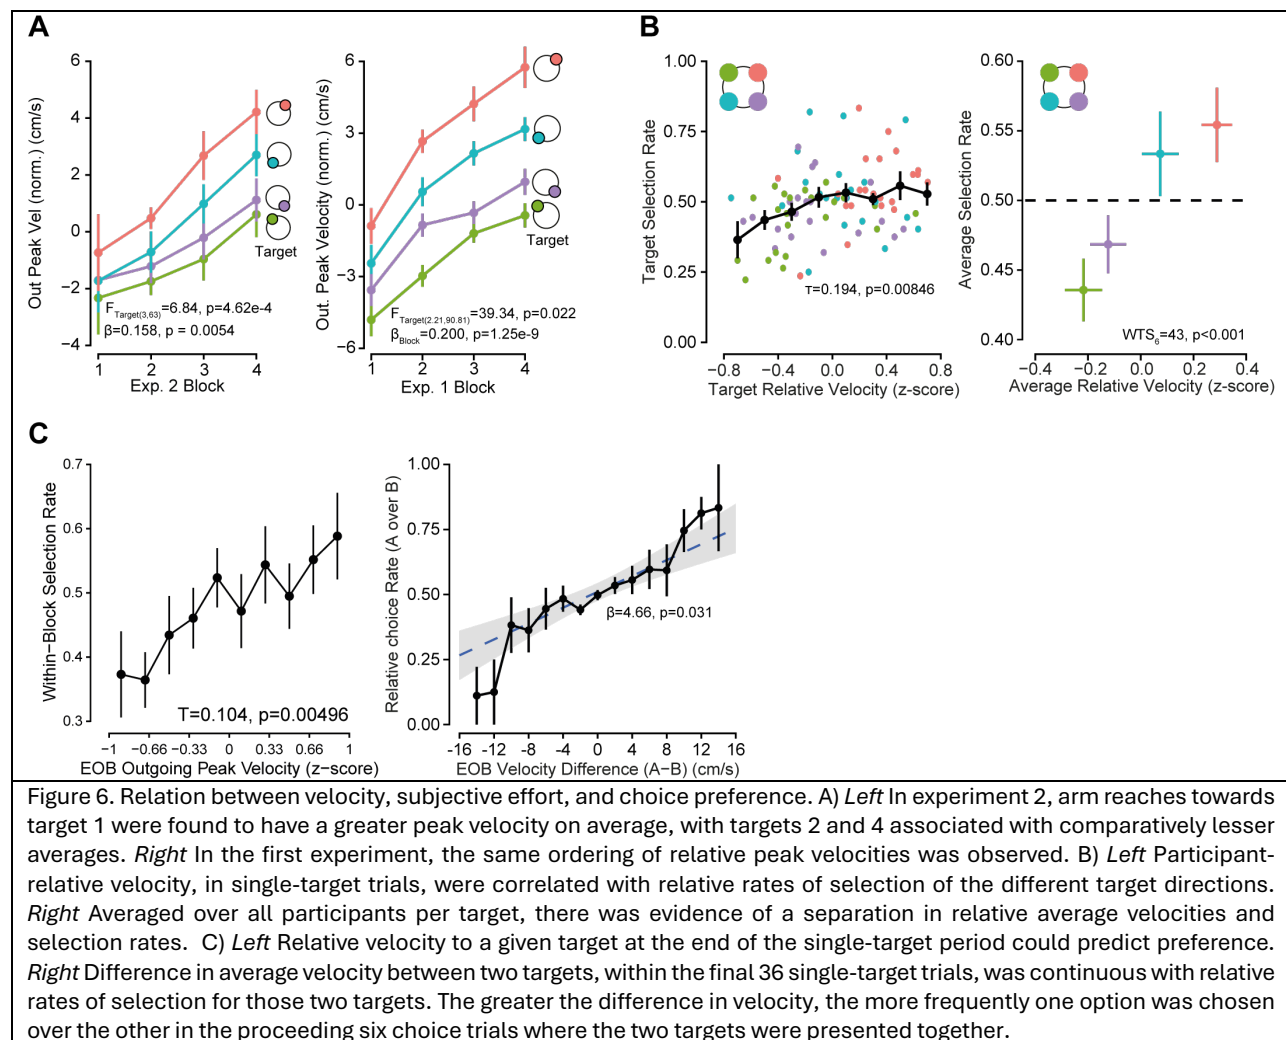 A
Out Peak Vel (norm.) (cm/s)
6
4
2
0
−2
−4
F_Target(3,63)=6.84, p=4.62e-4
β=0.158, p = 0.0054
Target
1 2 3 4
Exp. 2 Block
Out. Peak Velocity (norm.) (cm/s)
6
3
0
−3
−6
F_Target(2.21,90.81)=39.34, p=0.022
β_Block=0.200, p=1.25e-9
Target
1 2 3 4
Exp. 1 Block
B
Target Selection Rate
1.00
0.75
0.50
0.25
0.00
τ=0.194, p=0.00846
−0.8 −0.4 0.0 0.4 0.8
Target Relative Velocity (z-score)
Average Selection Rate
0.60
0.55
0.50
0.45
0.40
WTS_6=43, p<0.001
−0.4 −0.2 0.0 0.2 0.4
Average Relative Velocity (z-score)
C
Within−Block Selection Rate
0.7
0.6
0.5
0.4
0.3
T=0.104, p=0.00496
−1 −0.66 −0.33 0 0.33 0.66 1
EOB Outgoing Peak Velocity (z−score)
Relative choice Rate (A over B)
1.00
0.75
0.50
0.25
0.00
β=4.66, p=0.031
-16 -12 -8 -4 0 4 8 12 16
EOB Velocity Difference (A−B) (cm/s)
Figure 6. Relation between velocity, subjective effort, and choice preference. A) Left In experiment 2, arm reaches towards
target 1 were found to have a greater peak velocity on average, with targets 2 and 4 associated with comparatively lesser
averages. Right In the first experiment, the same ordering of relative peak velocities was observed. B) Left Participant-
relative velocity, in single-target trials, were correlated with relative rates of selection of the different target directions.
Right Averaged over all participants per target, there was evidence of a separation in relative average velocities and
selection rates. C) Left Relative velocity to a given target at the end of the single-target period could predict preference.
Right Difference in average velocity between two targets, within the final 36 single-target trials, was continuous with relative
rates of selection for those two targets. The greater the difference in velocity, the more frequently one option was chosen
over the other in the proceeding six choice trials where the two targets were presented together.